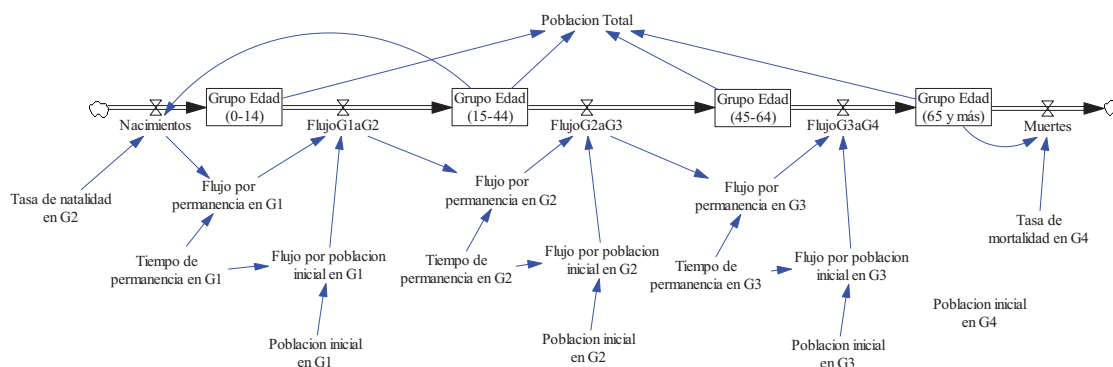 Poblacion Total
Grupo Edad
(0-14)
Grupo Edad
(15-44)
Grupo Edad
(45-64)
Grupo Edad
(65 y más)
Nacimientos
FlujoG1aG2
FlujoG2aG3
FlujoG3aG4
Muertes
Tasa de natalidad
en G2
Flujo por
permanencia en G1
Flujo por
permanencia en G2
Flujo por
permanencia en G3
Tasa de
mortalidad en G4
Tiempo de
permanencia en G1
Flujo por poblacion
inicial en G1
Tiempo de
permanencia en G2
Flujo por poblacion
inicial en G2
Tiempo de
permanencia en G3
Flujo por poblacion
inicial en G3
Poblacion inicial
en G4
Poblacion inicial
en G1
Poblacion inicial
en G2
Poblacion inicial
en G3